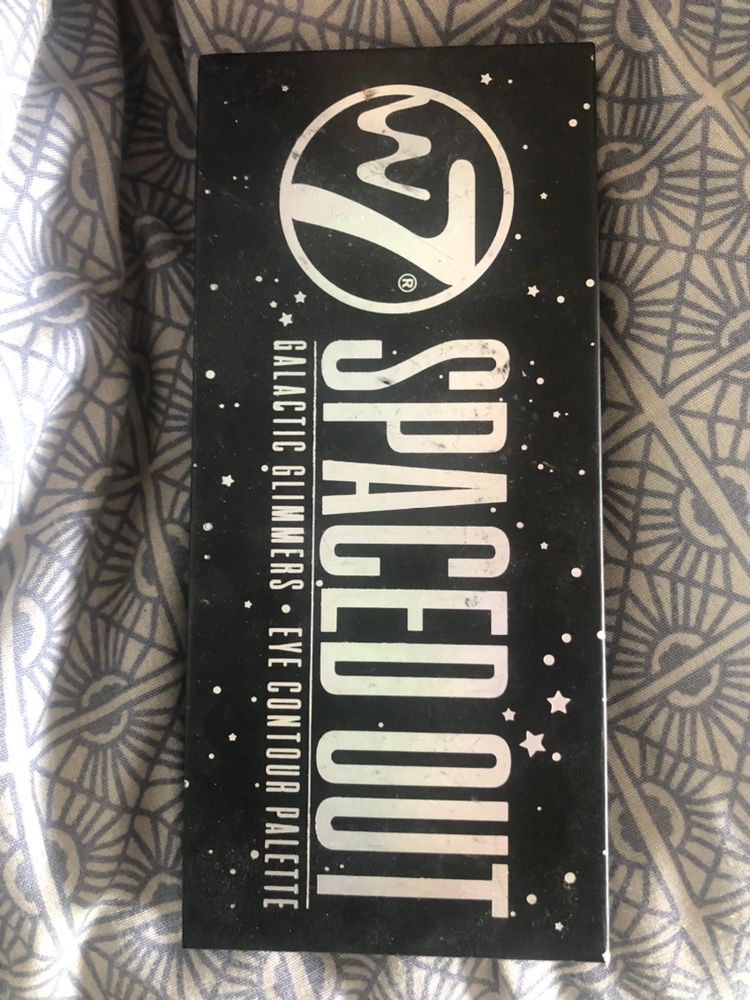 W7®
SPACED OUT
GALACTIC GLIMMERS • EYE CONTOUR PALETTE